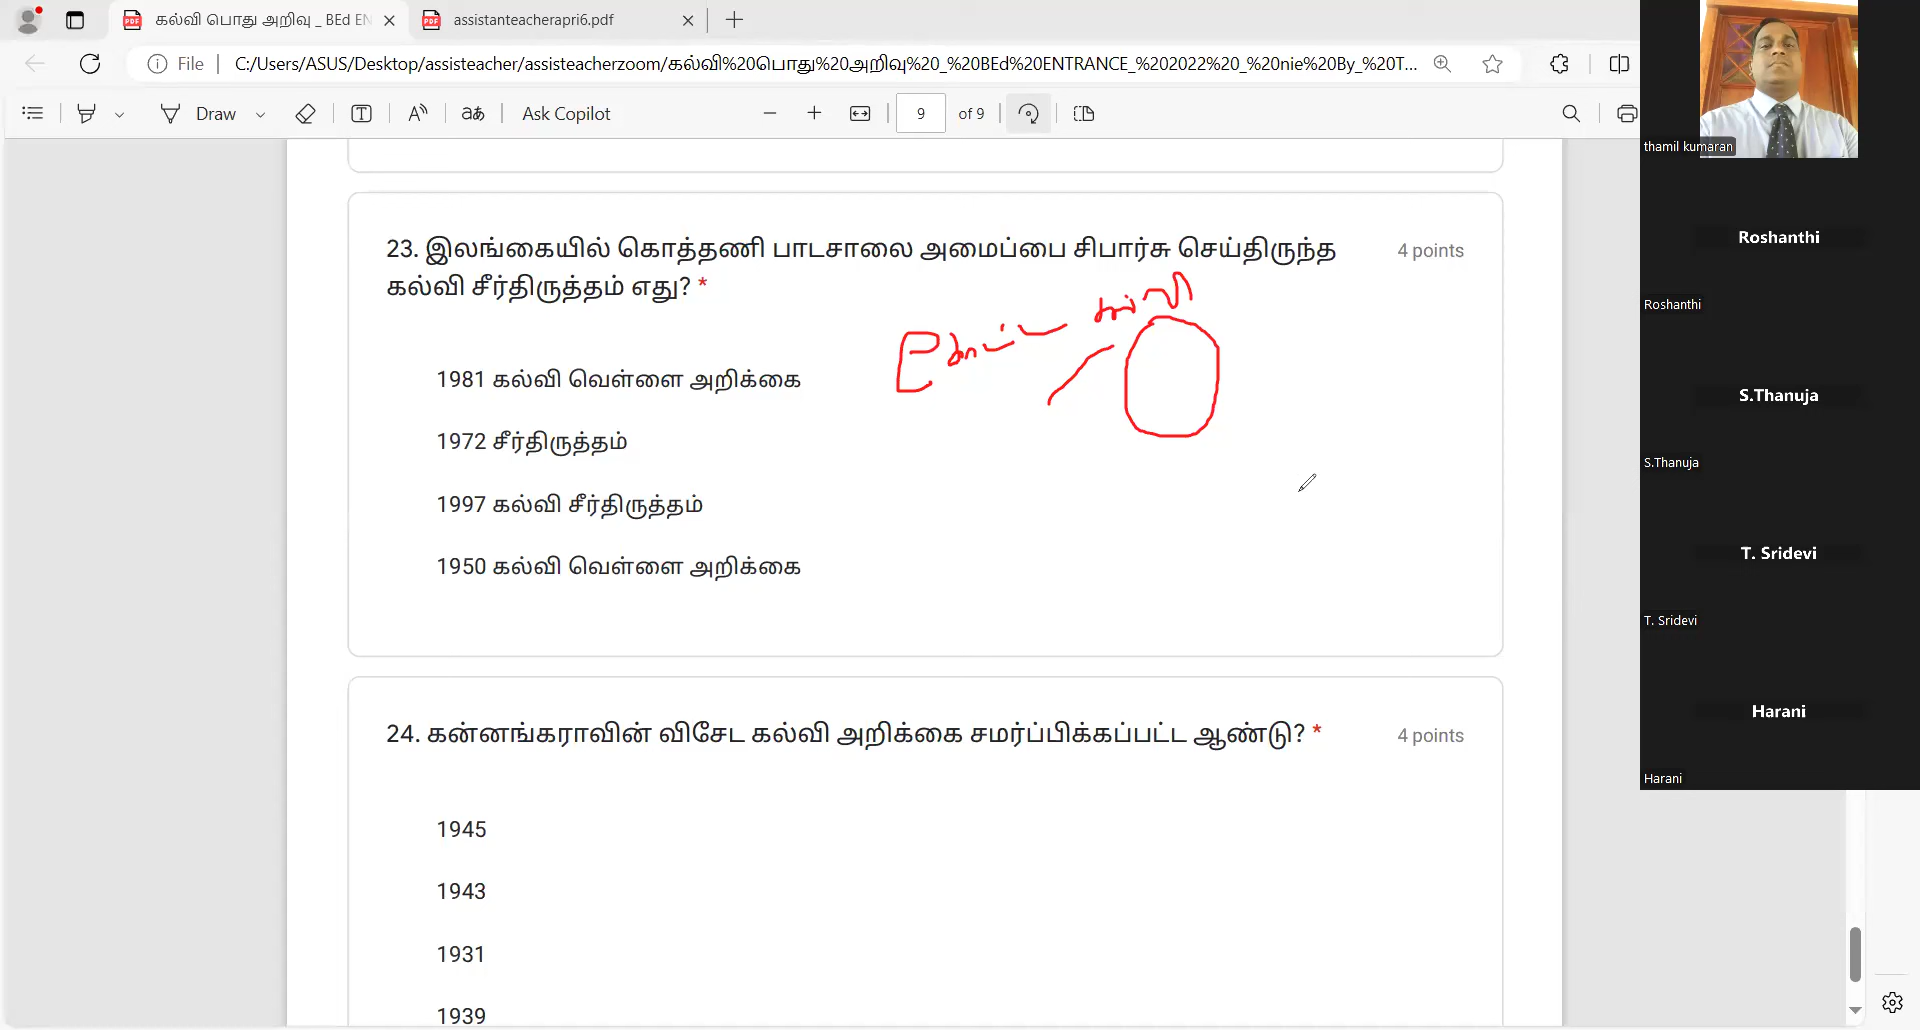 கல்வி பொது அறிவு _ BEd EN
assistanteacherapri6.pdf
File
C:/Users/ASUS/Desktop/assisteacher/assisteacherzoom/கல்வி%20பொது%20அறிவு%20_%20BEd%20ENTRANCE_%202022%20_%20nie%20By_%20T...
Draw
Ask Copilot
9 of 9
23. இலங்கையில் கொத்தணி பாடசாலை அமைப்பை சிபார்சு செய்திருந்த
கல்வி சீர்திருத்தம் எது? *
4 points
1981 கல்வி வெள்ளை அறிக்கை
1972 சீர்திருத்தம்
1997 கல்வி சீர்திருத்தம்
1950 கல்வி வெள்ளை அறிக்கை
24. கன்னங்கராவின் விசேட கல்வி அறிக்கை சமர்ப்பிக்கப்பட்ட ஆண்டு? *
4 points
1945
1943
1931
1939
thamil kumaran
Roshanthi
Roshanthi
S.Thanuja
S.Thanuja
T. Sridevi
T. Sridevi
Harani
Harani